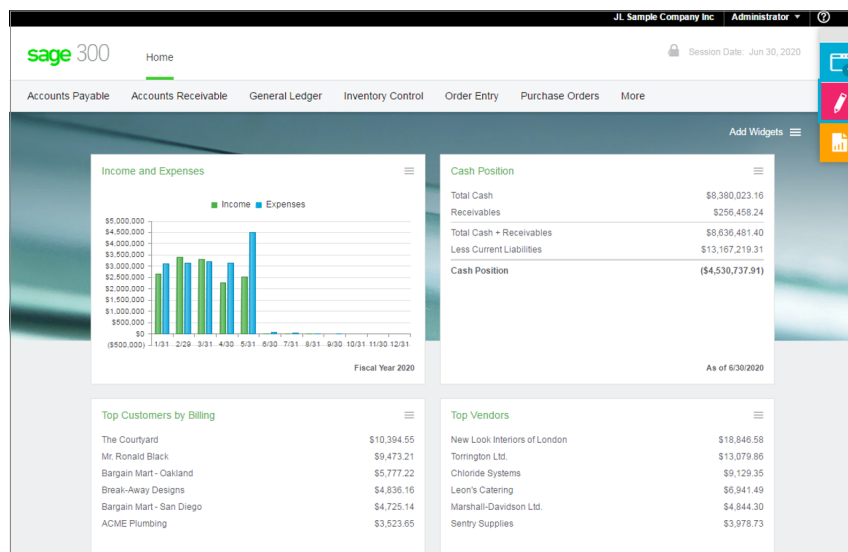 JL Sample Company Inc Administrator ?
sage 300 Home Session Date: Jun 30, 2020
Accounts Payable Accounts Receivable General Ledger Inventory Control Order Entry Purchase Orders More
Add Widgets
Income and Expenses
Income Expenses
$5,000,000
$4,500,000
$4,000,000
$3,500,000
$3,000,000
$2,500,000
$2,000,000
$1,500,000
$1,000,000
$500,000
$0
($500,000) 1/31 2/29 3/31 4/30 5/31 6/30 7/31 8/31 9/30 10/31 11/30 12/31
Fiscal Year 2020
Cash Position
Total Cash $8,380,023.16
Receivables $256,458.24
Total Cash + Receivables $8,636,481.40
Less Current Liabilities $13,167,219.31
Cash Position ($4,530,737.91)
As of 6/30/2020
Top Customers by Billing
The Courtyard $10,394.55
Mr. Ronald Black $9,473.21
Bargain Mart - Oakland $5,777.22
Break-Away Designs $4,836.16
Bargain Mart - San Diego $4,725.14
ACME Plumbing $3,523.65
Top Vendors
New Look Interiors of London $18,846.58
Torrington Ltd. $13,079.86
Chloride Systems $9,129.35
Leon's Catering $6,941.49
Marshall-Davidson Ltd. $4,844.30
Sentry Supplies $3,978.73